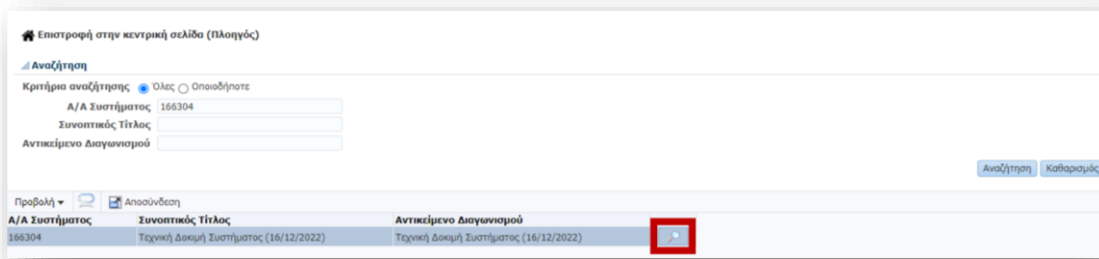 Επιστροφή στην κεντρική σελίδα (Πλοηγός)
Αναζήτηση
Κριτήρια αναζήτησης Όλες Οποιοδήποτε
Α/Α Συστήματος 166304
Συνοπτικός Τίτλος
Αντικείμενο Διαγωνισμού
Αναζήτηση Καθαρισμός
Προβολή Αποσύνδεση
Α/Α Συστήματος Συνοπτικός Τίτλος Αντικείμενο Διαγωνισμού
166304 Τεχνική Δοκιμή Συστήματος (16/12/2022) Τεχνική Δοκιμή Συστήματος (16/12/2022)